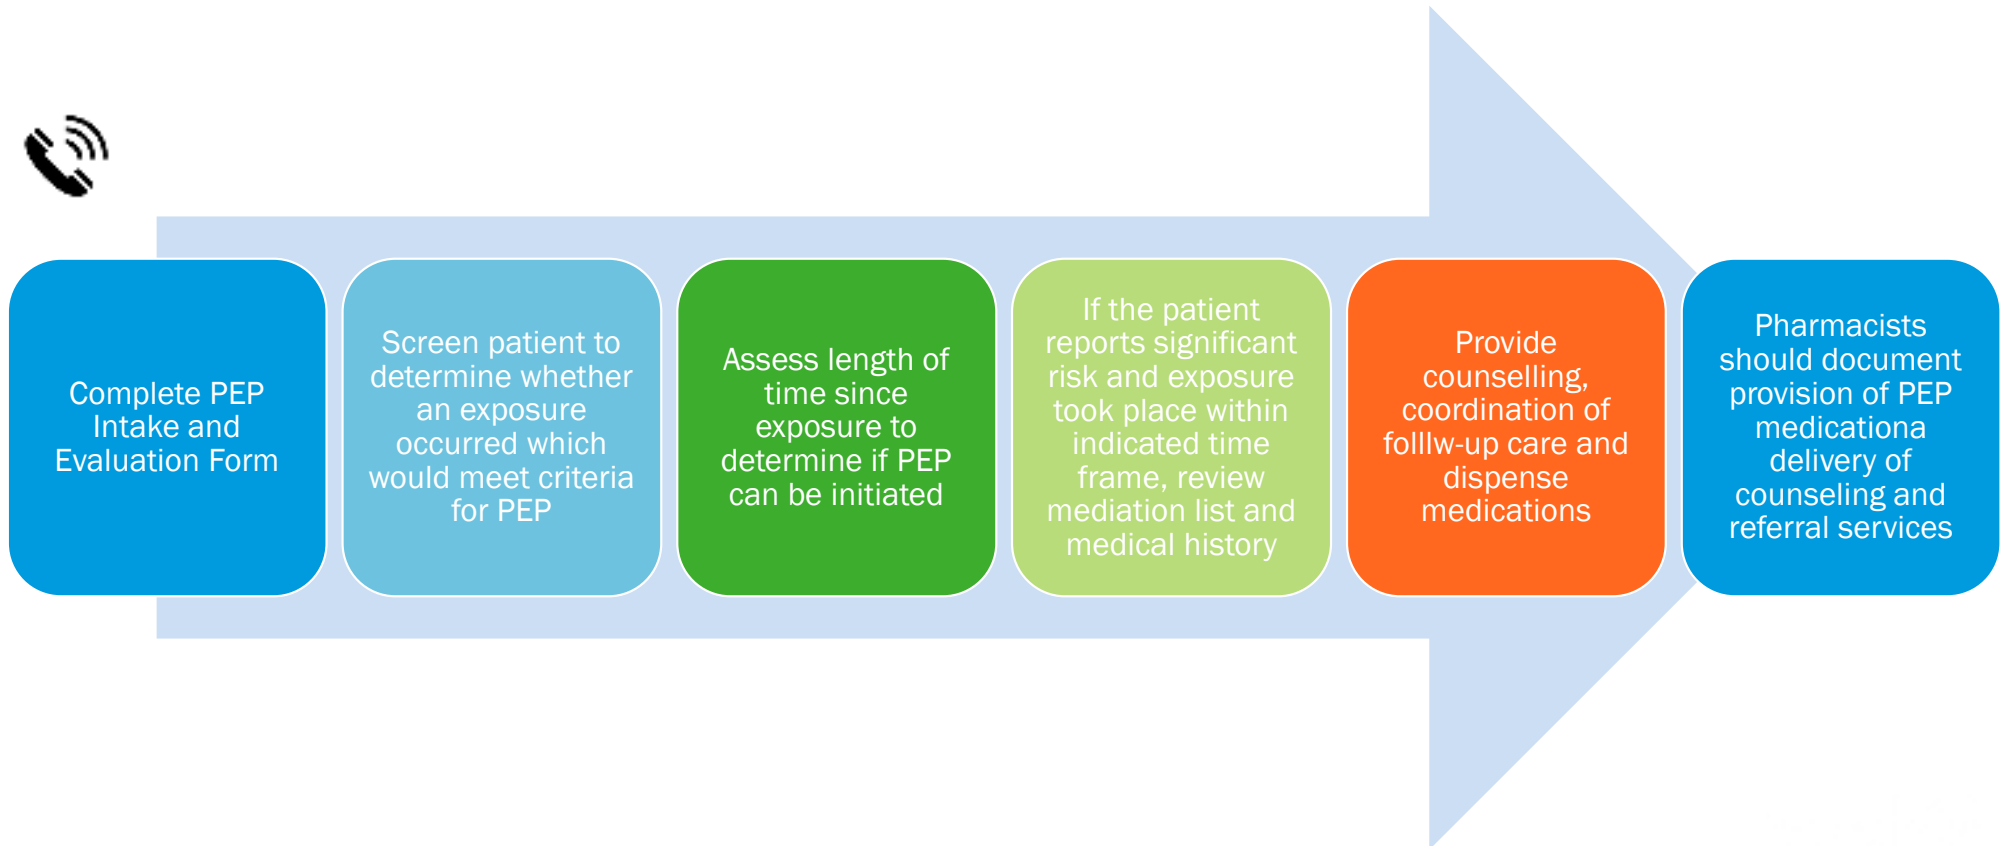 Complete PEP
Intake and
Evaluation Form
Screen patient to
determine whether
an exposure
occurred which
would meet criteria
for PEP
Assess length of
time since
exposure to
determine if PEP
can be initiated
If the patient
reports significant
risk and exposure
took place within
indicated time
frame, review
mediation list and
medical history
Provide
counselling,
coordination of
folllw-up care and
dispense
medications
Pharmacists
should document
provision of PEP
medicationa
delivery of
counseling and
referral services